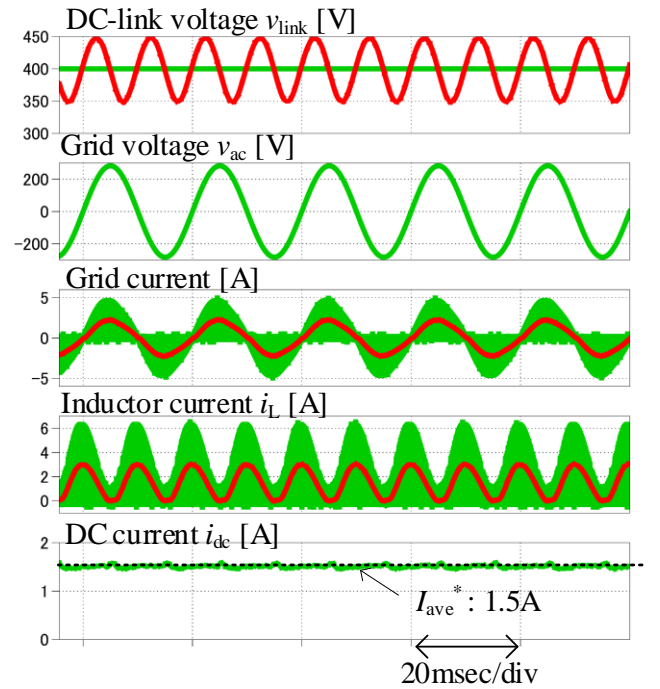 DC-link voltage vlink [V]
450
400
350
300
Grid voltage vac [V]
200
0
−200
Grid current [A]
5
0
−5
Inductor current iL [A]
6
4
2
0
DC current idc [A]
2
1
0
Iave* : 1.5A
20msec/div